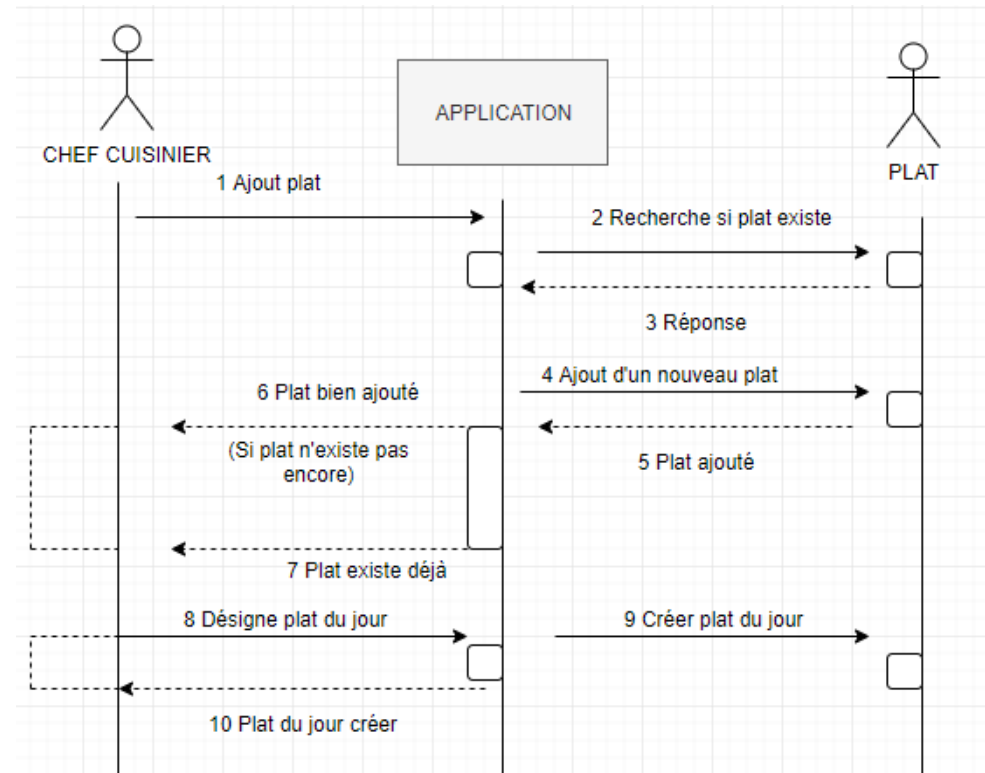 APPLICATION
CHEF CUISINIER
PLAT
1 Ajout plat
2 Recherche si plat existe
3 Réponse
4 Ajout d'un nouveau plat
6 Plat bien ajouté
(Si plat n'existe pas
encore)
5 Plat ajouté
7 Plat existe déjà
8 Désigne plat du jour
9 Créer plat du jour
10 Plat du jour créer